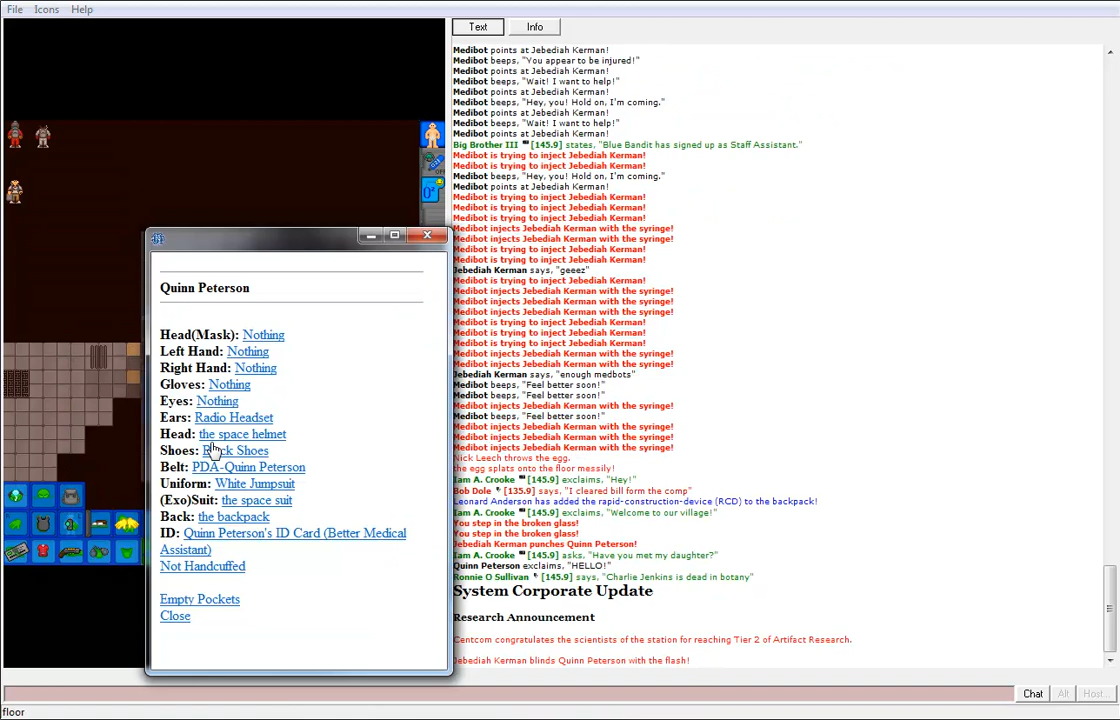 File Icons Help
Text Info
Medibot points at Jebediah Kerman!
Medibot beeps, "You appear to be injured!"
Medibot points at Jebediah Kerman!
Medibot beeps, "Wait! I want to help!"
Medibot points at Jebediah Kerman!
Medibot beeps, "Hey, you! Hold on, I'm coming."
Medibot points at Jebediah Kerman!
Medibot beeps, "Wait! I want to help!"
Medibot points at Jebediah Kerman!
Big Brother III [145.9] states, "Blue Bandit has signed up as Staff Assistant."
Medibot is trying to inject Jebediah Kerman!
Medibot is trying to inject Jebediah Kerman!
Medibot beeps, "Hey, you! Hold on, I'm coming."
Medibot points at Jebediah Kerman!
Medibot is trying to inject Jebediah Kerman!
Medibot is trying to inject Jebediah Kerman!
Medibot is trying to inject Jebediah Kerman!
Medibot injects Jebediah Kerman with the syringe!
Medibot injects Jebediah Kerman with the syringe!
Medibot is trying to inject Jebediah Kerman!
Medibot is trying to inject Jebediah Kerman!
Jebediah Kerman says, "geeez"
Medibot is trying to inject Jebediah Kerman!
Medibot injects Jebediah Kerman with the syringe!
Medibot injects Jebediah Kerman with the syringe!
Medibot injects Jebediah Kerman with the syringe!
Medibot is trying to inject Jebediah Kerman!
Medibot is trying to inject Jebediah Kerman!
Medibot is trying to inject Jebediah Kerman!
Medibot injects Jebediah Kerman with the syringe!
Medibot injects Jebediah Kerman with the syringe!
Jebediah Kerman says, "enough medbots"
Medibot beeps, "Feel better soon!"
Medibot beeps, "Feel better soon!"
Medibot injects Jebediah Kerman with the syringe!
Medibot beeps, "Feel better soon!"
Medibot injects Jebediah Kerman with the syringe!
Medibot injects Jebediah Kerman with the syringe!
Medibot injects Jebediah Kerman with the syringe!
Nick Leech throws the egg.
the egg splats onto the floor messily!
Iam A. Crooke [145.9] exclaims, "Hey!"
Bob Dole [135.9] says, "I cleared bill form the comp"
Leonard Anderson has added the rapid-construction-device (RCD) to the backpack!
Iam A. Crooke [145.9] exclaims, "Welcome to our village!"
You step in the broken glass!
You step in the broken glass!
Jebediah Kerman punches Quinn Peterson!
Iam A. Crooke [145.9] asks, "Have you met my daughter?"
Quinn Peterson exclaims, "HELLO!"
Ronnie O Sullivan [145.9] says, "Charlie Jenkins is dead in botany"
System Corporate Update
Research Announcement
Centcom congratulates the scientists of the station for reaching Tier 2 of Artifact Research.
Jebediah Kerman blinds Quinn Peterson with the flash!
Quinn Peterson
Head(Mask): Nothing
Left Hand: Nothing
Right Hand: Nothing
Gloves: Nothing
Eyes: Nothing
Ears: Radio Headset
Head: the space helmet
Shoes: Shoes
Belt: PDA-Quinn Peterson
Uniform: White Jumpsuit
(Exo)Suit: the space suit
Back: the backpack
ID: Quinn Peterson's ID Card (Better Medical
Assistant)
Not Handcuffed
Empty Pockets
Close
Chat Alt Host...
floor